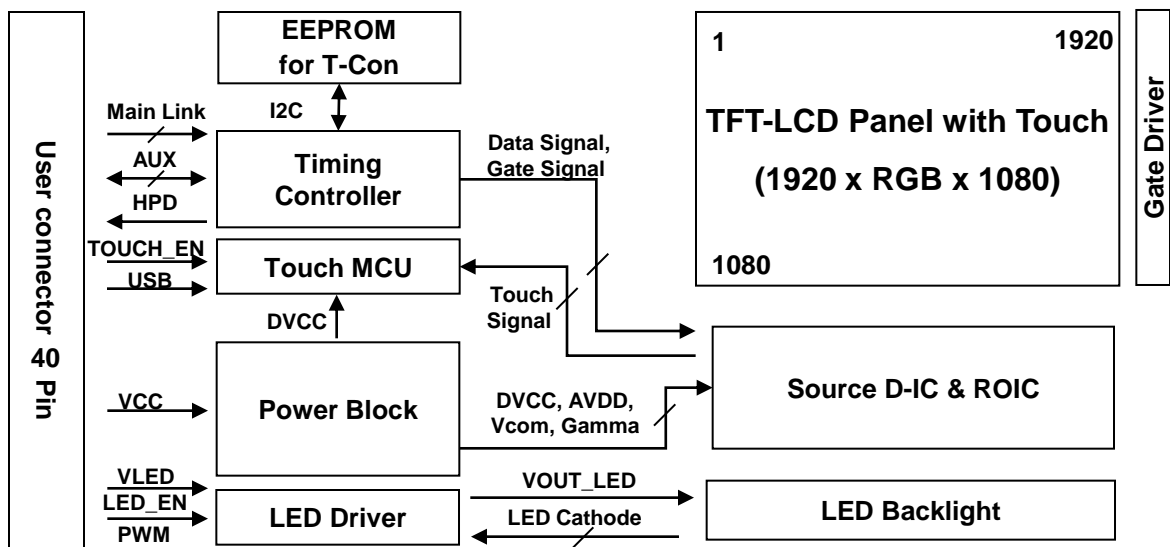 EEPROM
for T-Con
1
1920
TFT-LCD Panel with Touch
(1920 x RGB x 1080)
1080
Gate Driver
User connector 40 Pin
Main Link
I2C
AUX
HPD
Timing
Controller
Data Signal,
Gate Signal
TOUCH_EN
USB
Touch MCU
Touch
Signal
DVCC
VCC
Power Block
DVCC, AVDD,
Vcom, Gamma
Source D-IC & ROIC
VLED
LED_EN
PWM
LED Driver
VOUT_LED
LED Cathode
LED Backlight